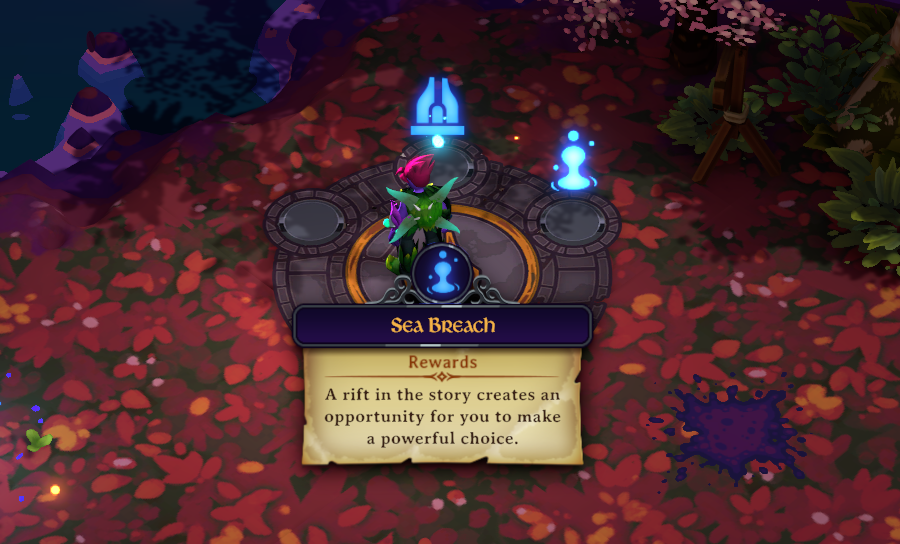 Sea Breach
Rewards
A rift in the story creates an
opportunity for you to make
a powerful choice.